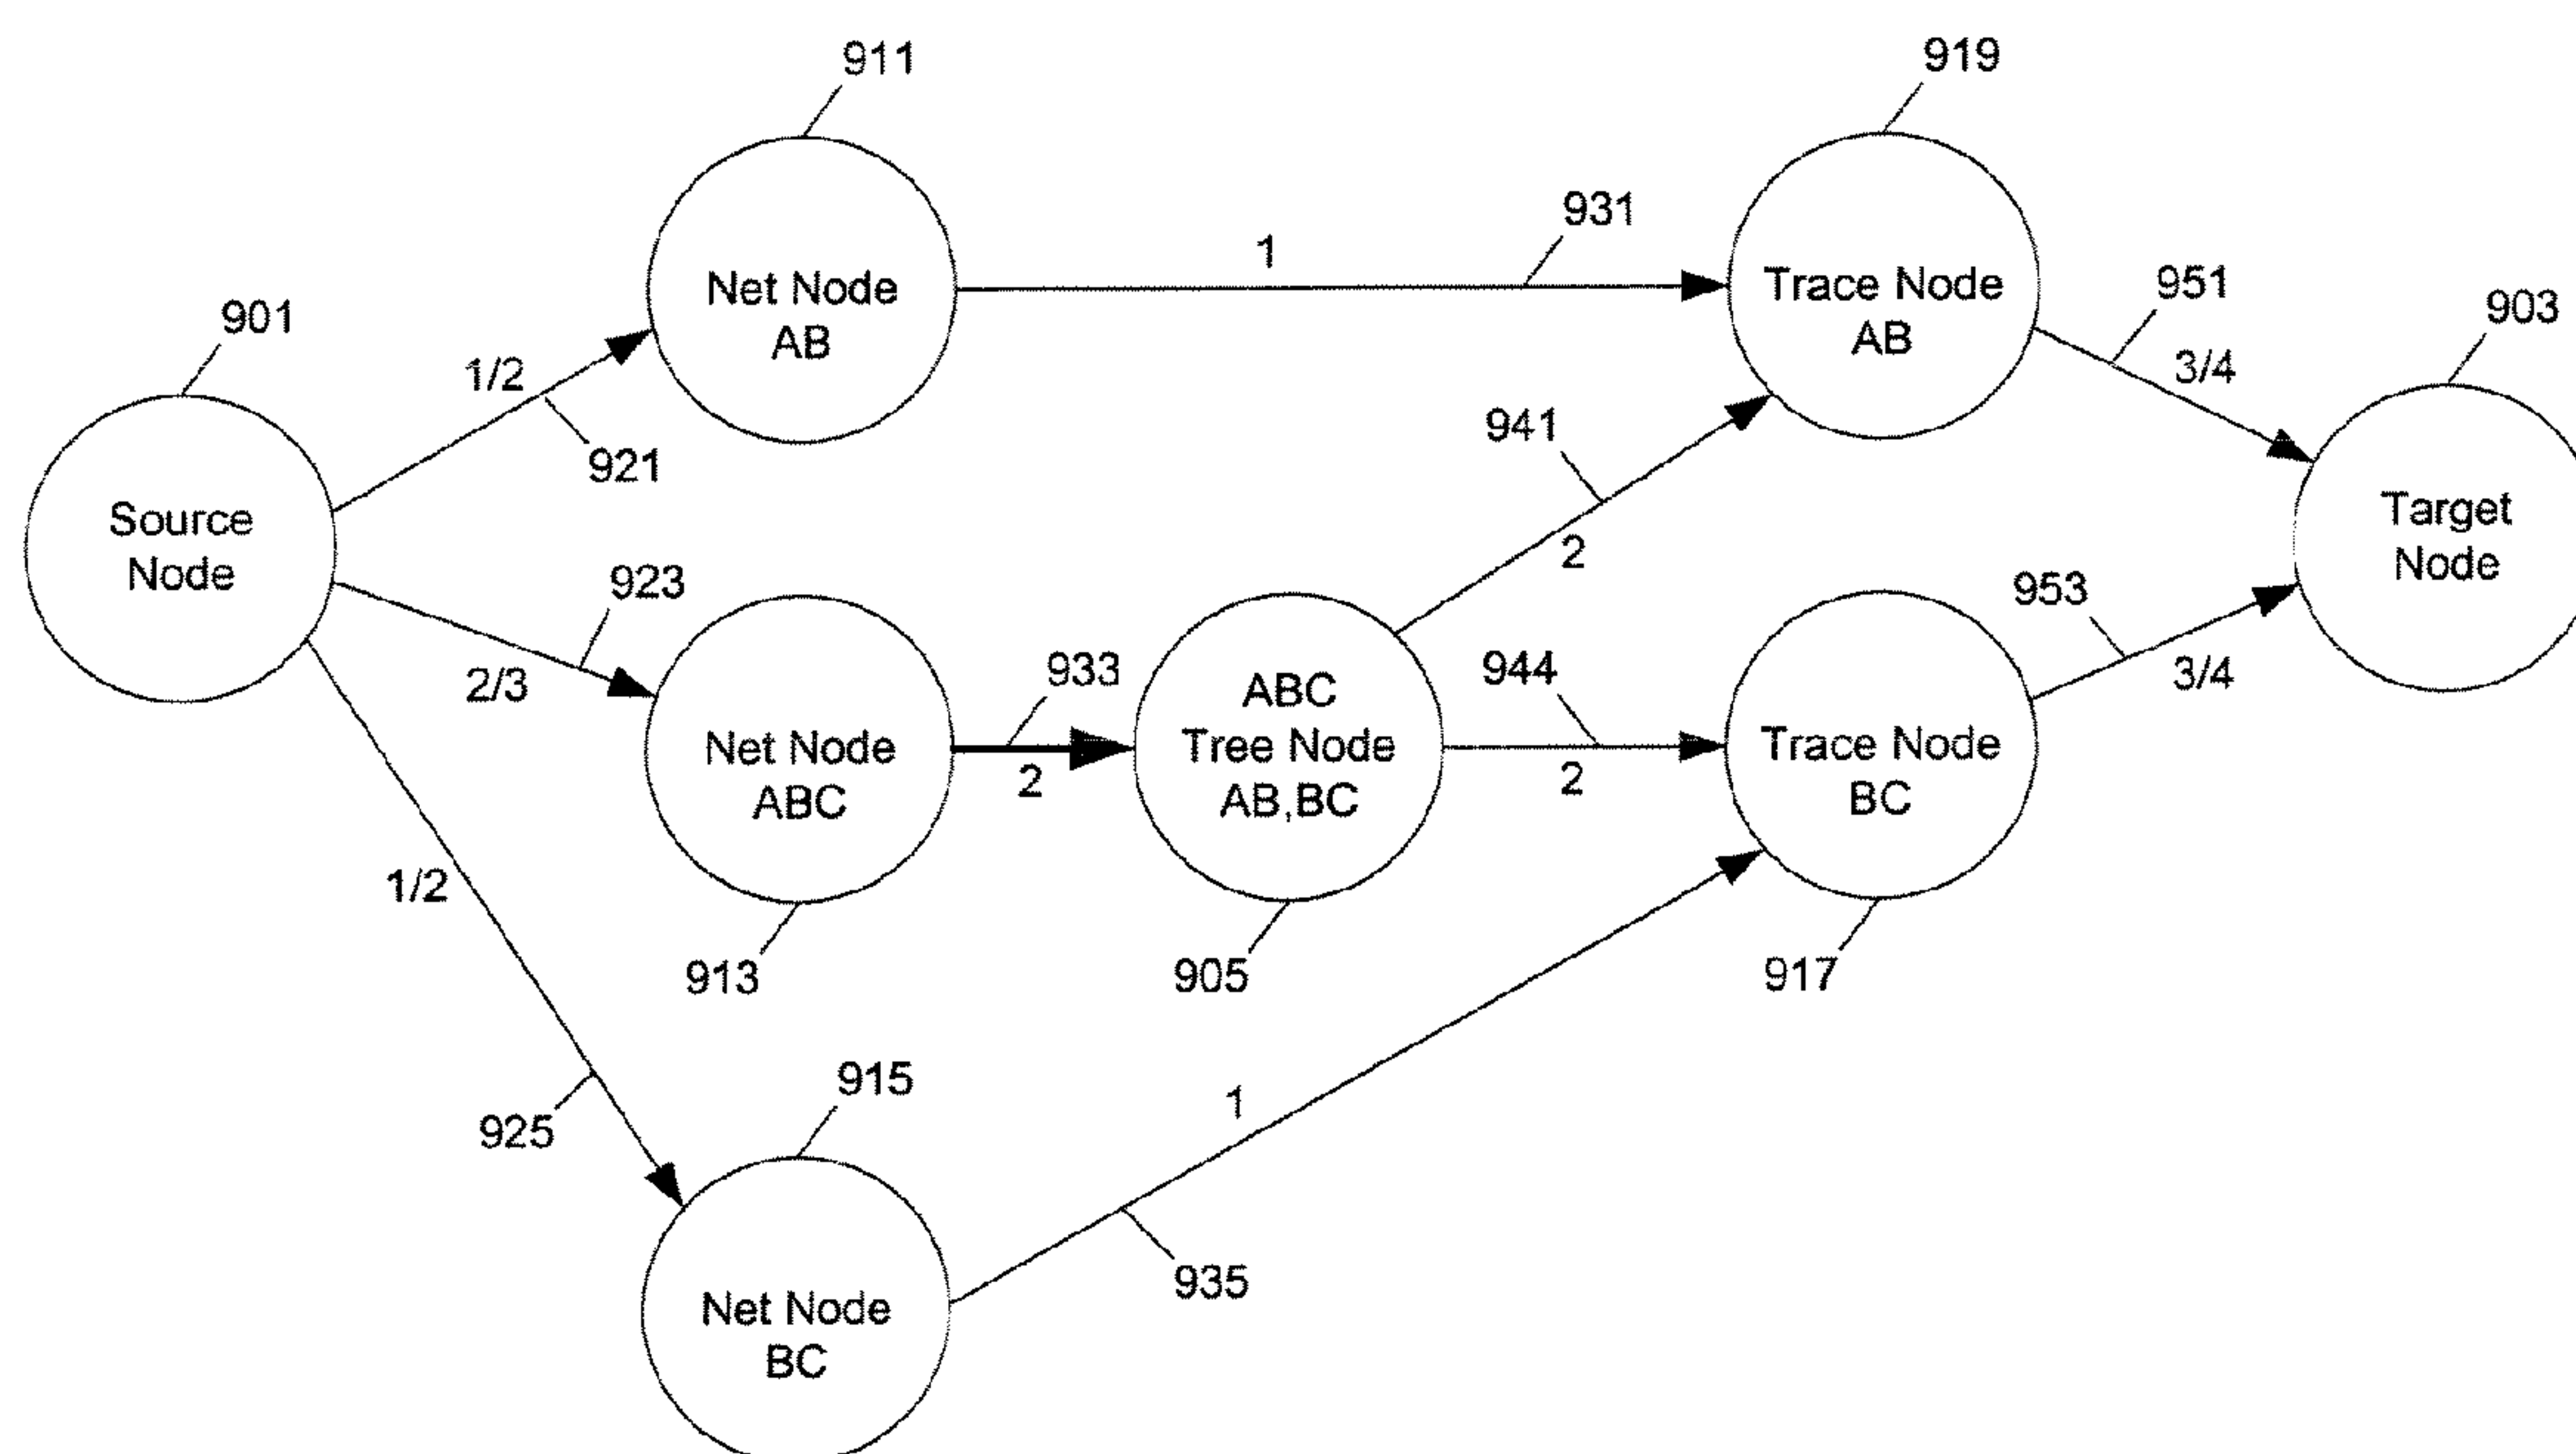 911
919
931
1
Net Node
AB
Trace Node
AB
951
3/4
903
901
1/2
921
941
2
Source
Node
Target
Node
923
2/3
933
2
Net Node
ABC
ABC
Tree Node
AB,BC
944
2
Trace Node
BC
953
3/4
913
905
917
1/2
925
915
1
935
Net Node
BC